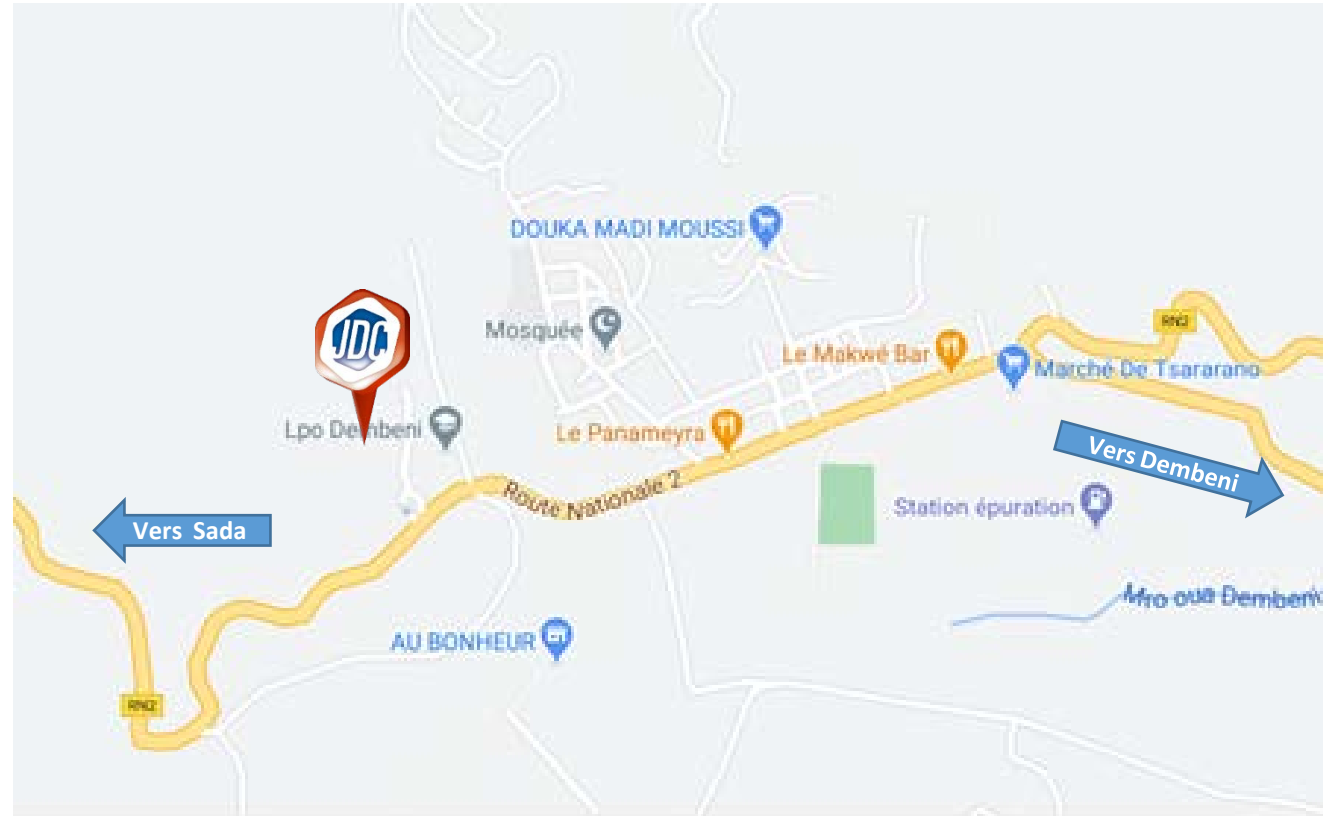 DOUKA MADI MOUSSI
JDC
Mosquée
RN2
Le Makwé Bar
Marché De Tsararano
Lpo Dembeni
Le Panameyra
Vers Dembeni
Route Nationale 2
Station épuration
Vers Sada
Mro oua Dembeni
AU BONHEUR
RN2